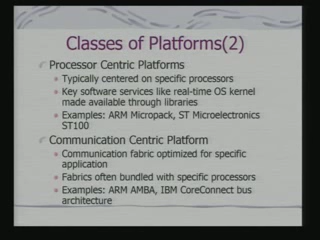 Classes of Platforms(2)
Processor Centric Platforms
Typically centered on specific processors
Key software services like real-time OS kernel
made available through libraries
Examples: ARM Micropack, ST Microelectronics
ST100
Communication Centric Platform
Communication fabric optimized for specific
application
Fabrics often bundled with specific processors
Examples: ARM AMBA, IBM CoreConnect bus
architecture